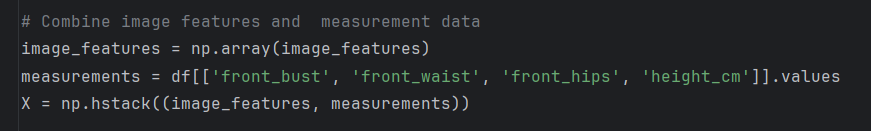 # Combine image features and  measurement data
image_features = np.array(image_features)
measurements = df[['front_bust', 'front_waist', 'front_hips', 'height_cm']].values
X = np.hstack((image_features, measurements))